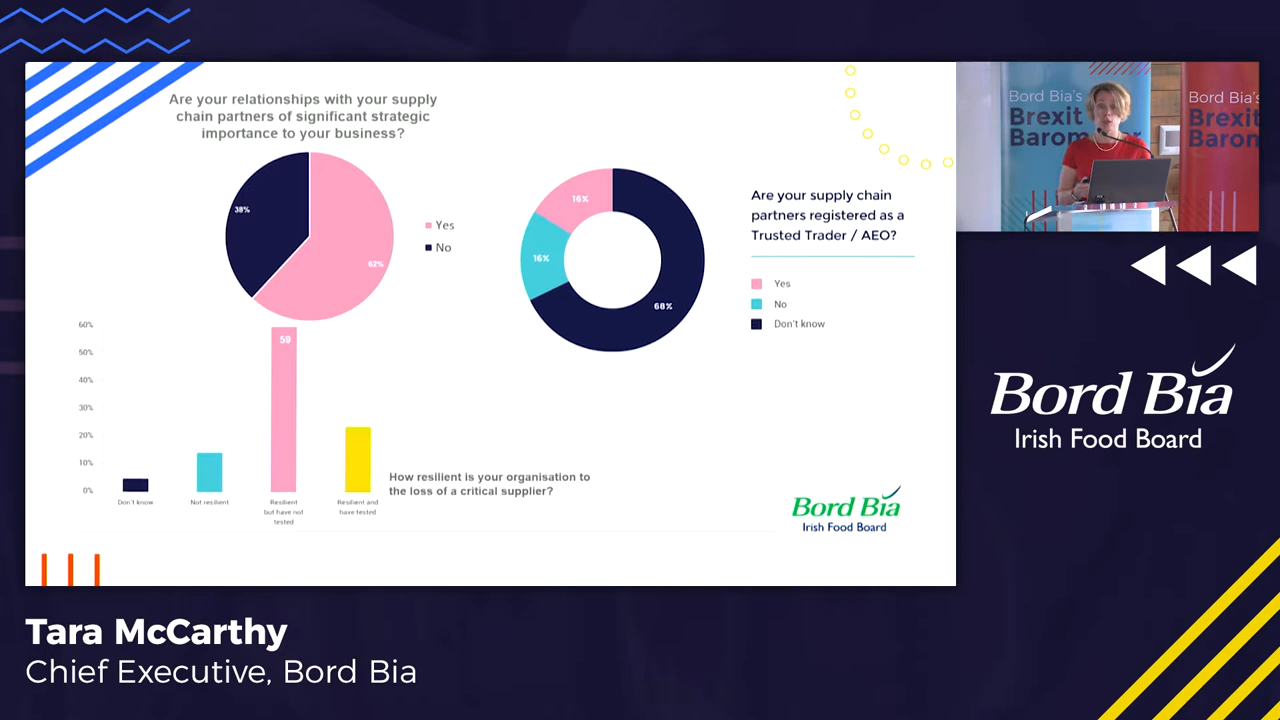 Are your relationships with your supply
chain partners of significant strategic
importance to your business?
38%
62%
Yes
No
16%
16%
68%
Are your supply chain
partners registered as a
Trusted Trader / AEO?
Yes
No
Don't know
60%
50%
40%
30%
20%
10%
0%
59
Don't know
Not resilient
Resilient
but have not
tested
Resilient and
have tested
How resilient is your organisation to
the loss of a critical supplier?
Bord Bia
Irish Food Board
Bord Bia's
Brexit
Barom
Bord Bia's
Brexit
Barom
Bord Bia
Irish Food Board
Tara McCarthy
Chief Executive, Bord Bia